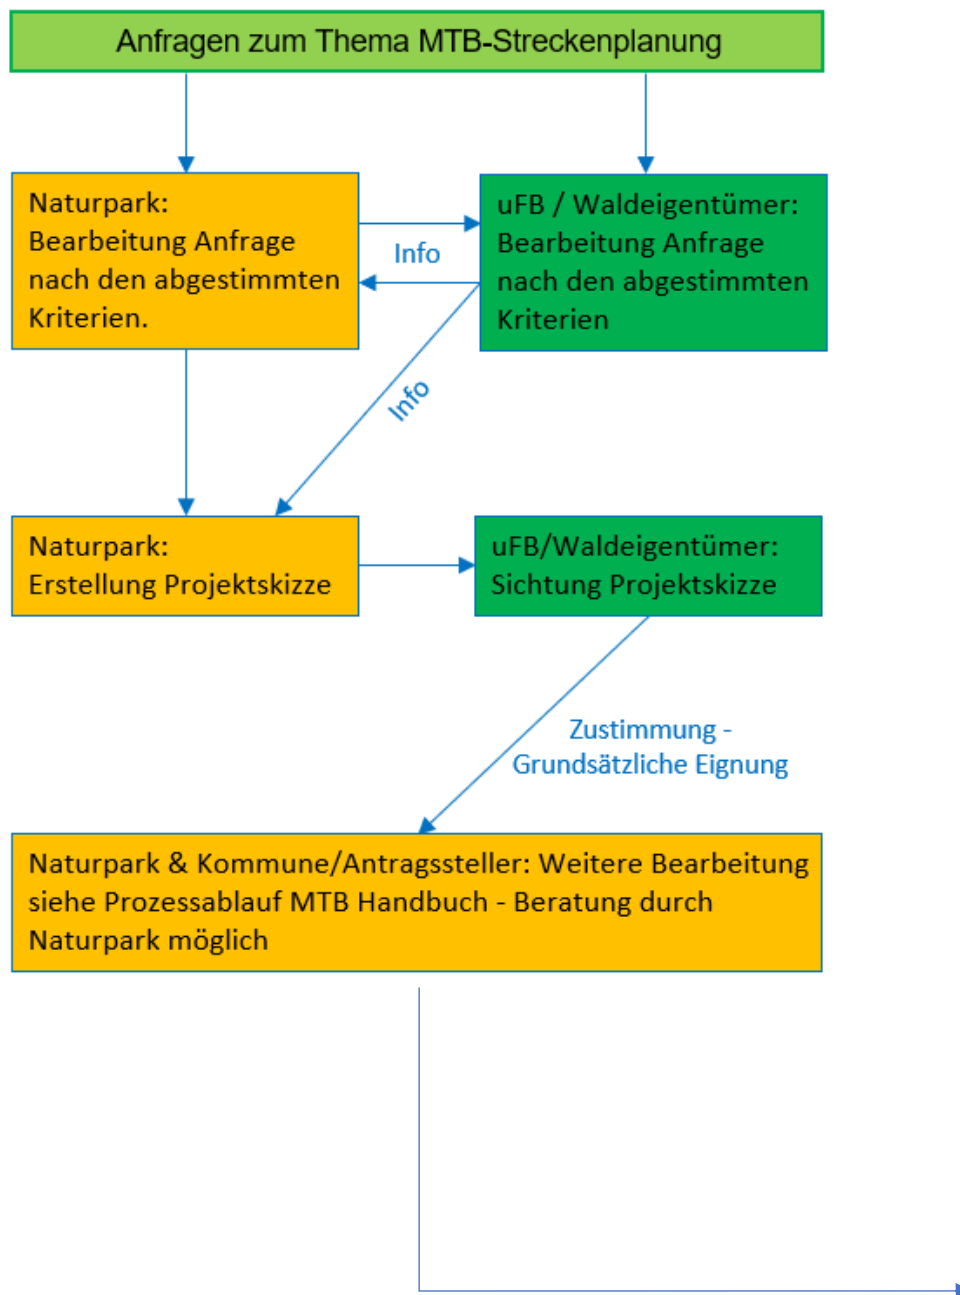 Anfragen zum Thema MTB-Streckenplanung
Naturpark:
Bearbeitung Anfrage
nach den abgestimmten
Kriterien.
Info
uFB / Waldeigentümer:
Bearbeitung Anfrage
nach den abgestimmten
Kriterien
Info
Naturpark:
Erstellung Projektskizze
uFB/Waldeigentümer:
Sichtung Projektskizze
Zustimmung -
Grundsätzliche Eignung
Naturpark & Kommune/Antragssteller: Weitere Bearbeitung
siehe Prozessablauf MTB Handbuch - Beratung durch
Naturpark möglich